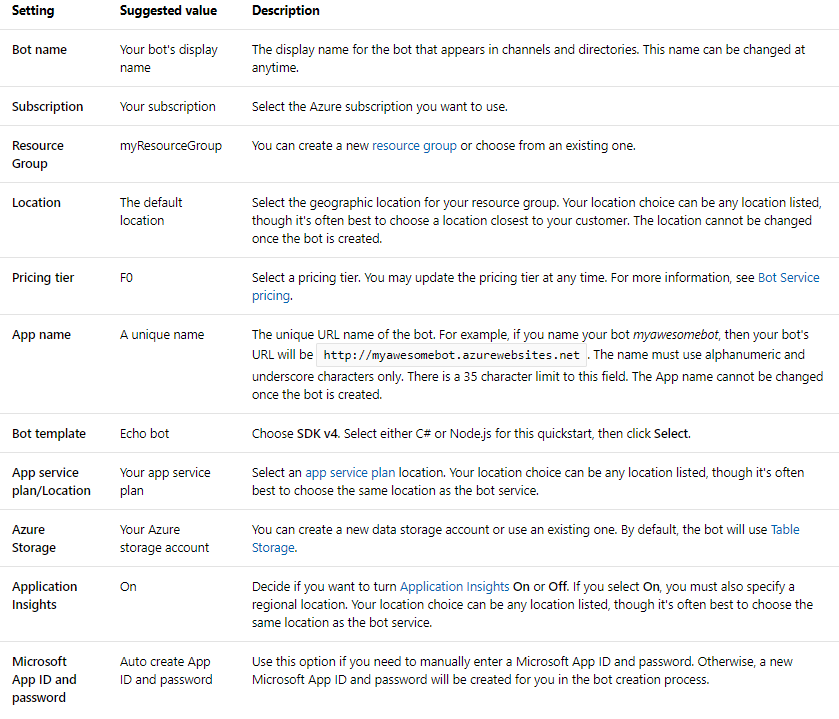 Setting Suggested value Description
Bot name Your bot's display The display name for the bot that appears in channels and directories. This name can be changed at
name anytime.
Subscription Your subscription Select the Azure subscription you want to use.
Resource myResourceGroup You can create a new resource group or choose from an existing one.
Group
Location The default Select the geographic location for your resource group. Your location choice can be any location listed,
location though it's often best to choose a location closest to your customer. The location cannot be changed
once the bot is created.
Pricing tier F0 Select a pricing tier. You may update the pricing tier at any time. For more information, see Bot Service
pricing.
App name A unique name The unique URL name of the bot. For example, if you name your bot myawesomebot, then your bot's
URL will be http://myawesomebot.azurewebsites.net . The name must use alphanumeric and
underscore characters only. There is a 35 character limit to this field. The App name cannot be changed
once the bot is created.
Bot template Echo bot Choose SDK v4. Select either C# or Node.js for this quickstart, then click Select.
App service Your app service Select an app service plan location. Your location choice can be any location listed, though it's often
plan/Location plan best to choose the same location as the bot service.
Azure Your Azure You can create a new data storage account or use an existing one. By default, the bot will use Table
Storage storage account Storage.
Application On Decide if you want to turn Application Insights On or Off. If you select On, you must also specify a
Insights regional location. Your location choice can be any location listed, though it's often best to choose the
same location as the bot service.
Microsoft Auto create App Use this option if you need to manually enter a Microsoft App ID and password. Otherwise, a new
App ID and ID and password Microsoft App ID and password will be created for you in the bot creation process.
password